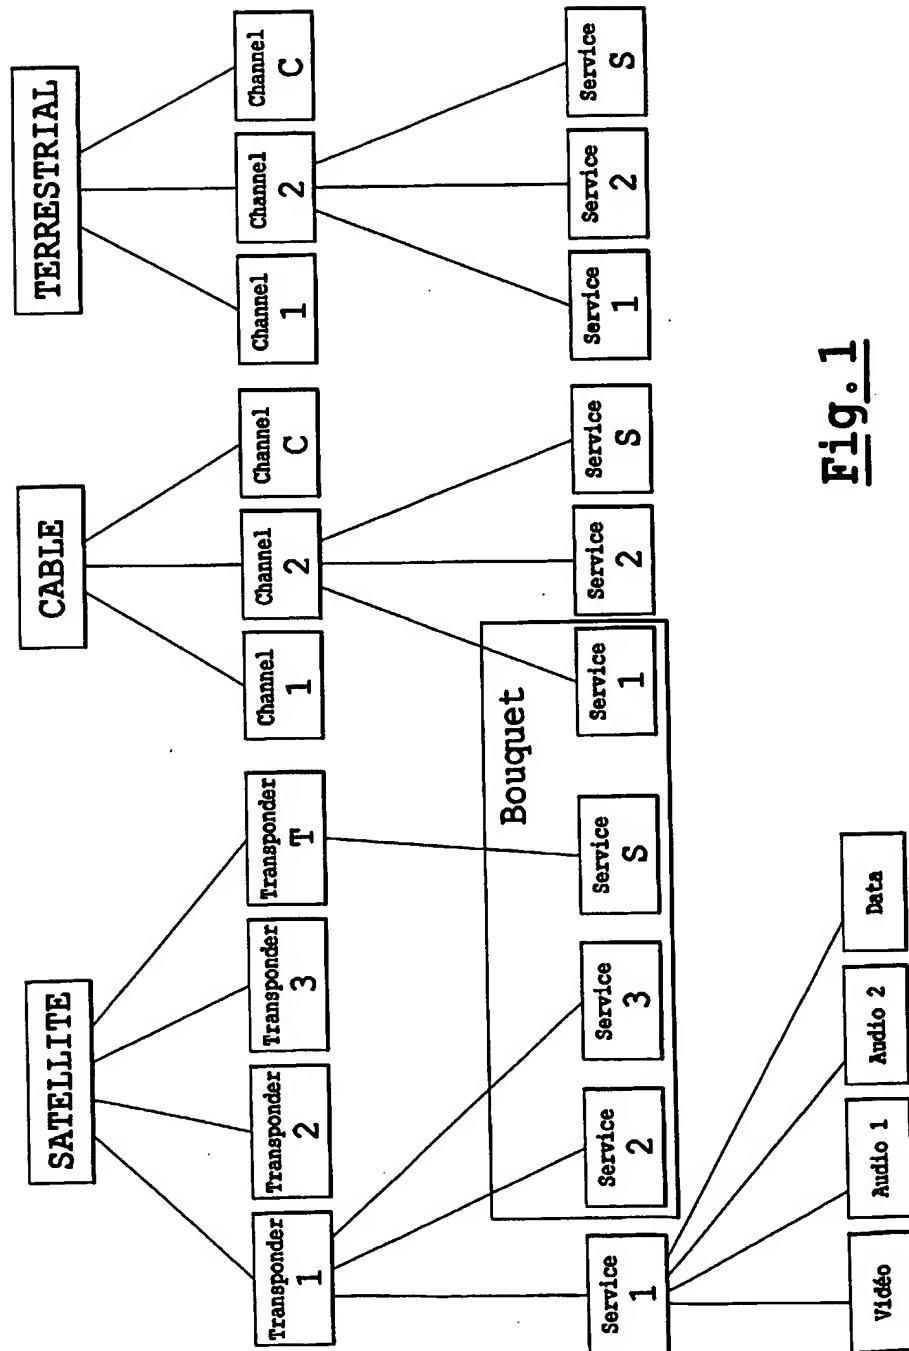 SATELLITE
CABLE
TERRESTRIAL
Transponder
1
Transponder
2
Transponder
3
Transponder
T
Channel
1
Channel
2
Channel
C
Channel
1
Channel
2
Channel
C
Bouquet
Service
1
Service
2
Service
3
Service
S
Service
1
Service
2
Service
S
Service
1
Service
2
Service
S
Vidéo
Audio 1
Audio 2
Data
Fig. 1